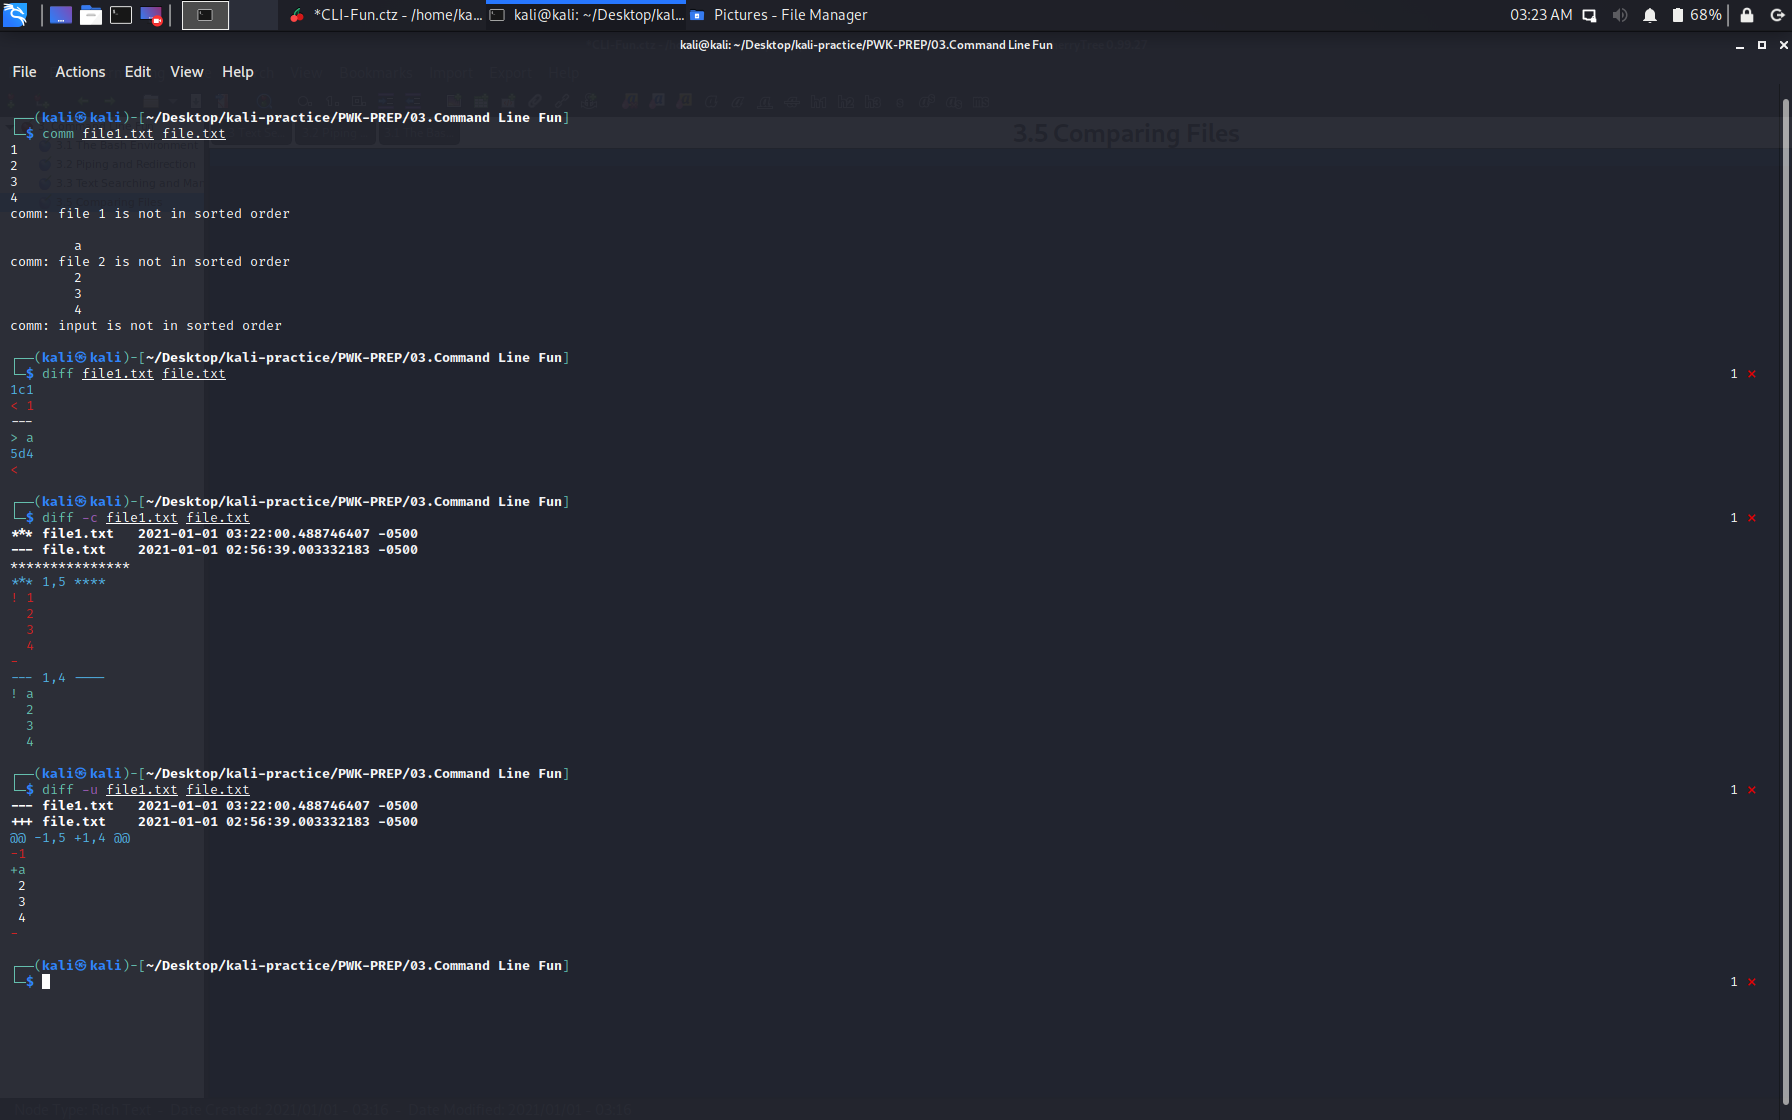 *CLI-Fun.ctz - /home/ka... kali@kali: ~/Desktop/kal... Pictures - File Manager 03:23 AM 68%
kali@kali: ~/Desktop/kali-practice/PWK-PREP/03.Command Line Fun
File Actions Edit View Help
3.5 Comparing Files
┌──(kali㉿kali)-[~/Desktop/kali-practice/PWK-PREP/03.Command Line Fun]
└─$ comm file1.txt file.txt
1
2
3
4
comm: file 1 is not in sorted order
a
comm: file 2 is not in sorted order
2
3
4
comm: input is not in sorted order
┌──(kali㉿kali)-[~/Desktop/kali-practice/PWK-PREP/03.Command Line Fun]
└─$ diff file1.txt file.txt 1 ⨯
1c1
< 1
---
> a
5d4
<
┌──(kali㉿kali)-[~/Desktop/kali-practice/PWK-PREP/03.Command Line Fun]
└─$ diff -c file1.txt file.txt 1 ⨯
*** file1.txt 2021-01-01 03:22:00.488746407 -0500
--- file.txt 2021-01-01 02:56:39.003332183 -0500
***************
*** 1,5 ****
! 1
2
3
4
-
--- 1,4 ----
! a
2
3
4
┌──(kali㉿kali)-[~/Desktop/kali-practice/PWK-PREP/03.Command Line Fun]
└─$ diff -u file1.txt file.txt 1 ⨯
--- file1.txt 2021-01-01 03:22:00.488746407 -0500
+++ file.txt 2021-01-01 02:56:39.003332183 -0500
@@ -1,5 +1,4 @@
-1
+a
2
3
4
-
┌──(kali㉿kali)-[~/Desktop/kali-practice/PWK-PREP/03.Command Line Fun]
└─$ 1 ⨯